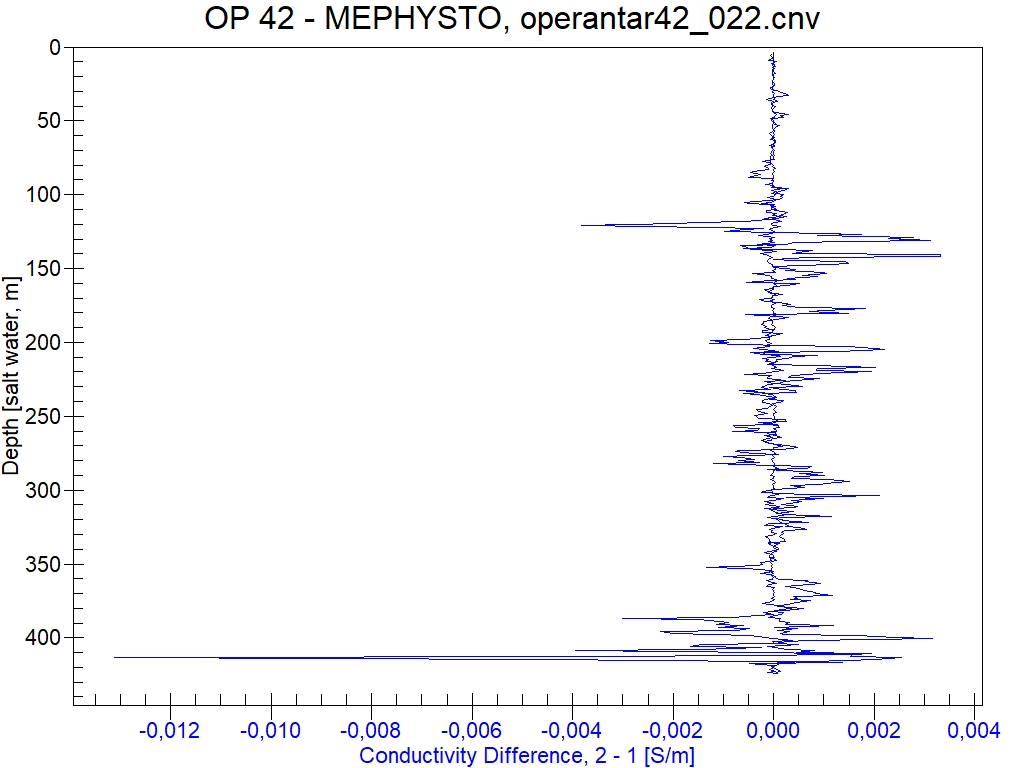 OP 42 - MEPHYSTO, operantar42_022.cnv
0
50
100
150
200
250
300
350
400
Depth [salt water, m]
-0,012 -0,010 -0,008 -0,006 -0,004 -0,002 0,000 0,002 0,004
Conductivity Difference, 2 - 1 [S/m]